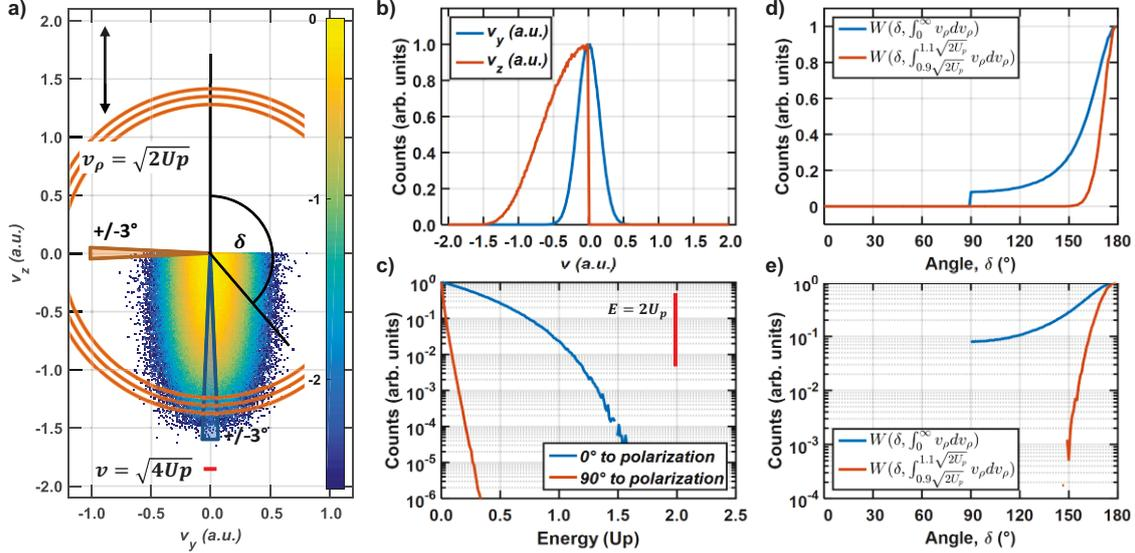 a)
2.0
1.5
1.0
0.5
0.0
-0.5
-1.0
-1.5
-2.0
v_z (a.u.)
-1.0
-0.5
0.0
0.5
1.0
v_y (a.u.)
v_ρ = √2Up
+/-3°
δ
+/-3°
v = √4Up
0
-1
-2
b)
Counts (arb. units)
1.0
0.8
0.6
0.4
0.2
0.0
v_y (a.u.)
v_z (a.u.)
-2.0
-1.5
-1.0
-0.5
0.0
0.5
1.0
1.5
2.0
v (a.u.)
c)
Counts (arb. units)
10^0
10^-1
10^-2
10^-3
10^-4
10^-5
10^-6
E = 2U_p
0° to polarization
90° to polarization
0.0
0.5
1.0
1.5
2.0
2.5
Energy (Up)
d)
Counts (arb. units)
1
0.8
0.6
0.4
0.2
0
W(δ, ∫_0^∞ v_ρdv_ρ)
W(δ, ∫_{0.9√2U_p}^{1.1√2U_p} v_ρdv_ρ)
0
30
60
90
120
150
180
Angle, δ (°)
e)
Counts (arb. units)
10^0
10^-1
10^-2
10^-3
10^-4
W(δ, ∫_0^∞ v_ρdv_ρ)
W(δ, ∫_{0.9√2U_p}^{1.1√2U_p} v_ρdv_ρ)
0
30
60
90
120
150
180
Angle, δ (°)